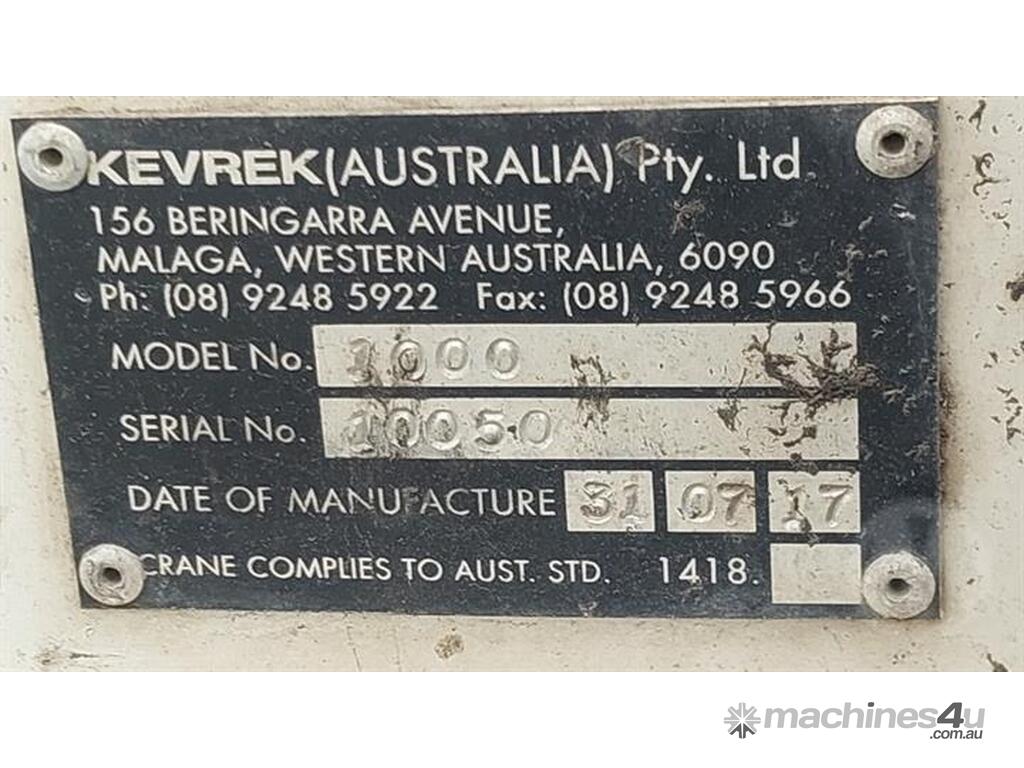 KEVREK (AUSTRALIA) Pty. Ltd
156 BERINGARRA AVENUE,
MALAGA, WESTERN AUSTRALIA, 6090
Ph: (08) 9248 5922 Fax: (08) 9248 5966
MODEL No. 1000
SERIAL No. 10050
DATE OF MANUFACTURE 31 07 17
CRANE COMPLIES TO AUST. STD. 1418.
machines4u
.com.au